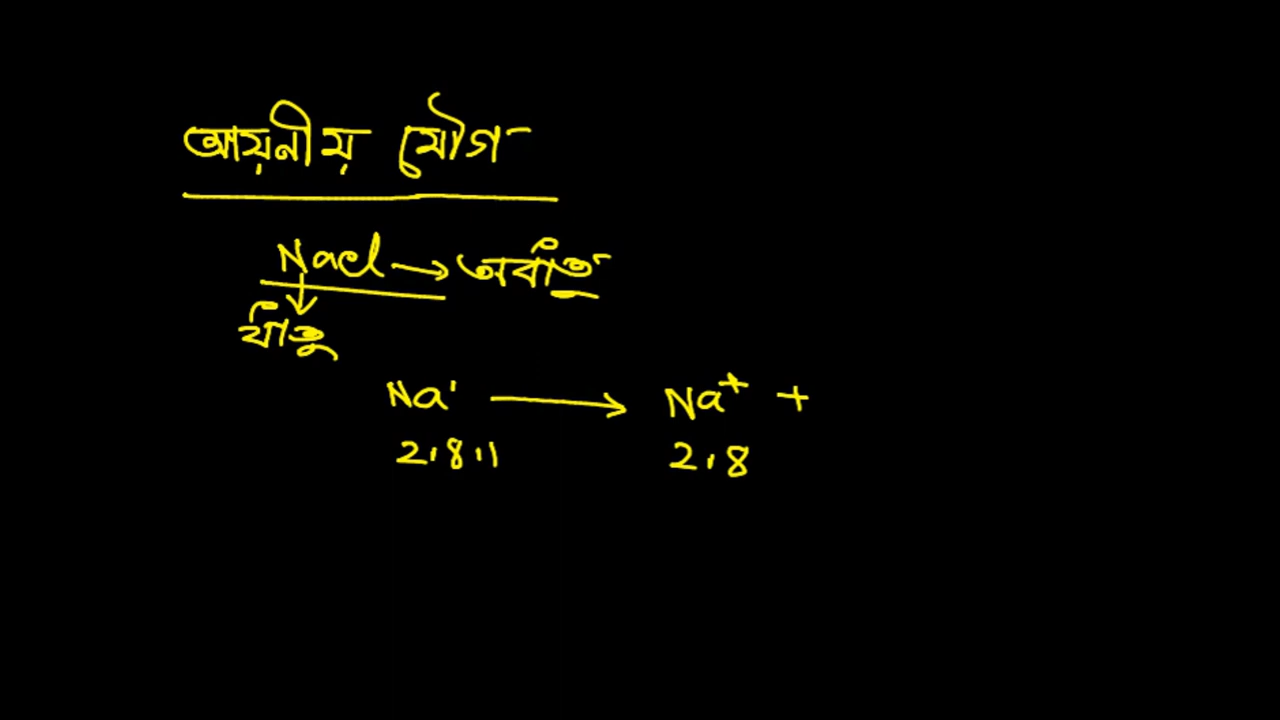 আয়নীয় যৌগ
NaCl → অধাতু
↓
ধাতু
Na → Na⁺ +
2,8,1 2,8